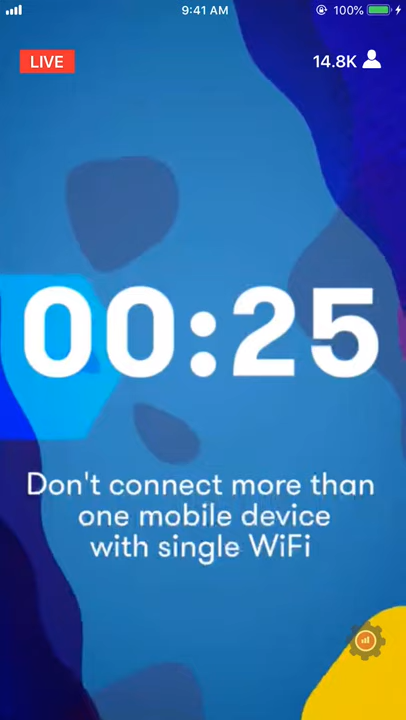 9:41 AM
100%
LIVE
14.8K
00:25
Don't connect more than
one mobile device
with single WiFi